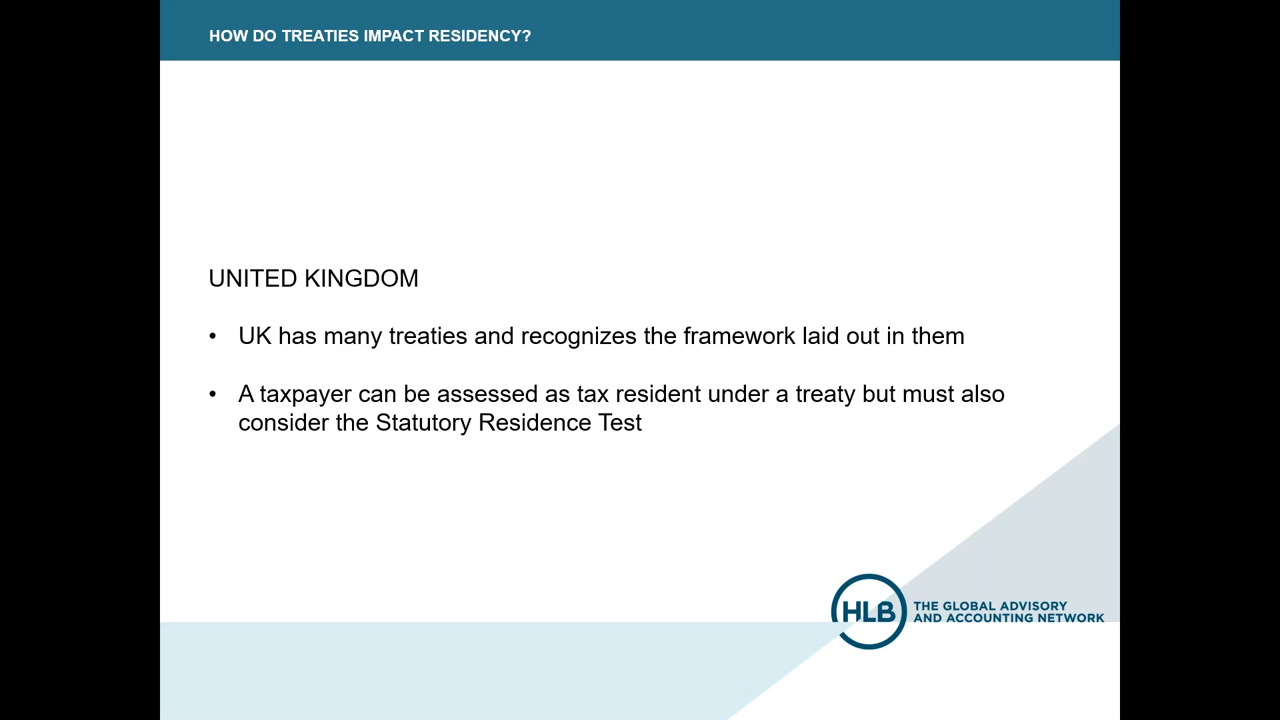 HOW DO TREATIES IMPACT RESIDENCY?
UNITED KINGDOM
• UK has many treaties and recognizes the framework laid out in them
• A taxpayer can be assessed as tax resident under a treaty but must also
consider the Statutory Residence Test
HLB
THE GLOBAL ADVISORY
AND ACCOUNTING NETWORK